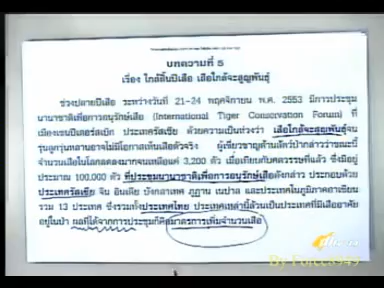 บทความที่ 5
เรื่อง ใกล้สิ้นปีเสือ เสือใกล้จะสูญพันธุ์
ช่วงปลายปีเสือ ระหว่างวันที่ 21-24 พฤศจิกายน พ.ศ. 2553 มีการประชุม
นานาชาติเพื่อการอนุรักษ์เสือ (International Tiger Conservation Forum) ที่
เมืองเซนปีเตอร์สเบิก ประเทศรัสเซีย ด้วยความเป็นห่วงว่า เสือใกล้จะสูญพันธุ์จน
รุ่นลูกรุ่นหลานอาจไม่มีโอกาสเห็นเสือตัวจริง ผู้เชี่ยวชาญด้านสัตว์ป่ากล่าวว่าขณะนี้
จำนวนเสือในโลกลดลงมากจนเหลือแค่ 3,200 ตัว เมื่อเทียบกับศตวรรษที่แล้ว ซึ่งมีอยู่
ประมาณ 100,000 ตัว ที่ประชุมนานาชาติเพื่อการอนุรักษ์เสือดังกล่าว ประกอบด้วย
ประเทศรัสเซีย จีน อินเดีย บังกลาเทศ ภูฏาน เนปาล และประเทศในภูมิภาคอาเซียน
รวม 13 ประเทศ ซึ่งรวมทั้งประเทศไทย ประเทศเหล่านี้ล้วนเป็นประเทศที่มีเสืออาศัย
อยู่ในป่า ผลที่ได้จากการประชุมก็คือมาตรการเพิ่มจำนวนเสือ
By Forces949